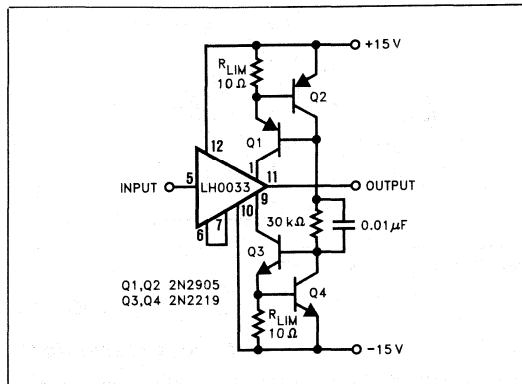 +15 V
R LIM
10 Ω
Q2
Q1
12
1
5
11
INPUT
LH0033
OUTPUT
9
10
6
7
30 kΩ
0.01 µF
Q3
Q1,Q2 2N2905
Q3,Q4 2N2219
Q4
R LIM
10 Ω
−15 V